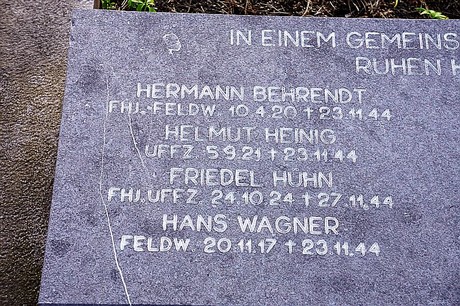 IN EINEM GEMEINS
RUHEN H
HERMANN BEHRENDT
FHJ.-FELDW. 10.4.20 † 23.11.44
HELMUT HEINIG
UFFZ. 5.9.21 † 23.11.44
FRIEDEL HUHN
FHJ.UFFZ. 24.10.24 † 27.11.44
HANS WAGNER
FELDW. 20.11.17 † 23.11.44